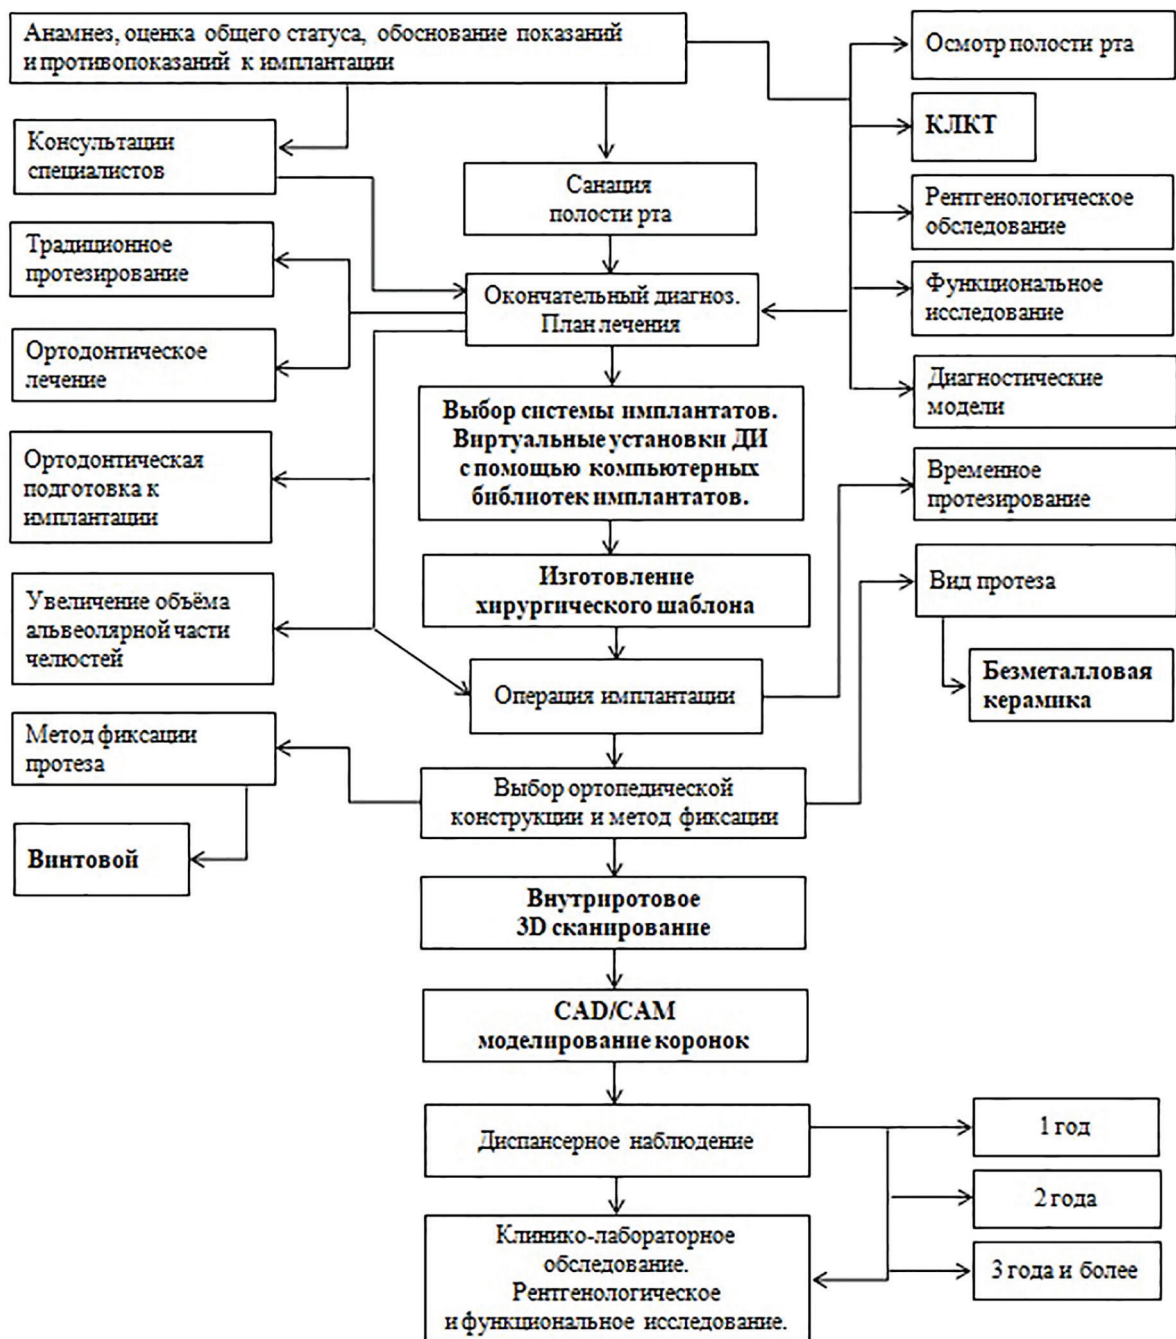 Анамнез, оценка общего статуса, обоснование показаний
и противопоказаний к имплантации
Осмотр полости рта
КЛКТ
Консультации
специалистов
Санация
полости рта
Рентгенологическое
обследование
Традиционное
протезирование
Окончательный диагноз.
План лечения
Функциональное
исследование
Ортодонтическое
лечение
Диагностические
модели
Выбор системы имплантатов.
Виртуальные установки ДИ
с помощью компьютерных
библиотек имплантатов.
Ортодонтическая
подготовка к
имплантации
Временное
протезирование
Изготовление
хирургического шаблона
Вид протеза
Увеличение объёма
альвеолярной части
челюстей
Операция имплантации
Безметалловая
керамика
Метод фиксации
протеза
Выбор ортопедической
конструкции и метод фиксации
Винтовой
Внутриротовое
3D сканирование
CAD/CAM
моделирование коронок
Диспансерное наблюдение
1 год
2 года
3 года и более
Клинико-лабораторное
обследование.
Рентгенологическое
и функциональное исследование.